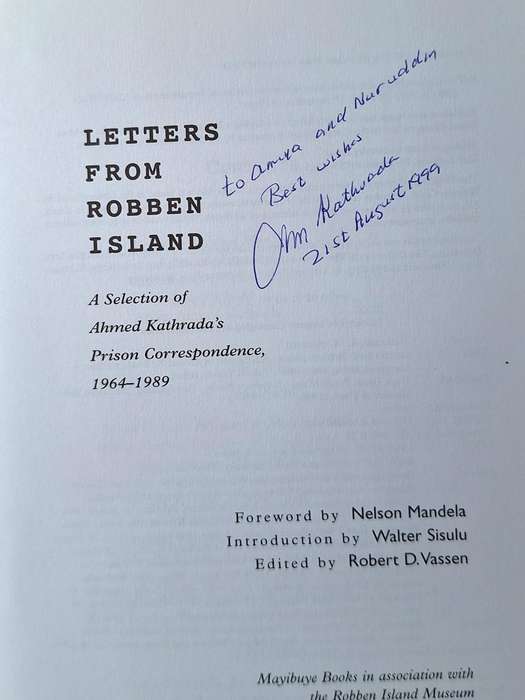 LETTERS
FROM
ROBBEN
ISLAND
to Amina and Nuruddin
Best wishes
AM Kathrada
21st August 1999
A Selection of
Ahmed Kathrada's
Prison Correspondence,
1964–1989
Foreword by Nelson Mandela
Introduction by Walter Sisulu
Edited by Robert D. Vassen
Mayibuye Books in association with
the Robben Island Museum